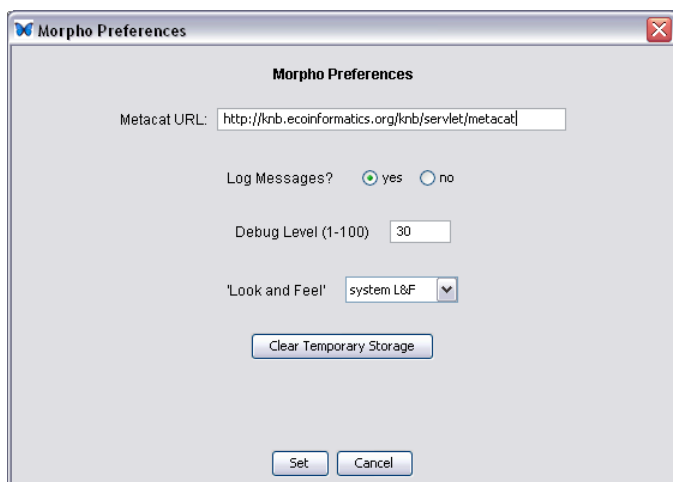 Morpho Preferences
Morpho Preferences
Metacat URL: http://knb.ecoinformatics.org/knb/servlet/metacat
Log Messages? yes no
Debug Level (1-100) 30
'Look and Feel' system L&F
Clear Temporary Storage
Set Cancel